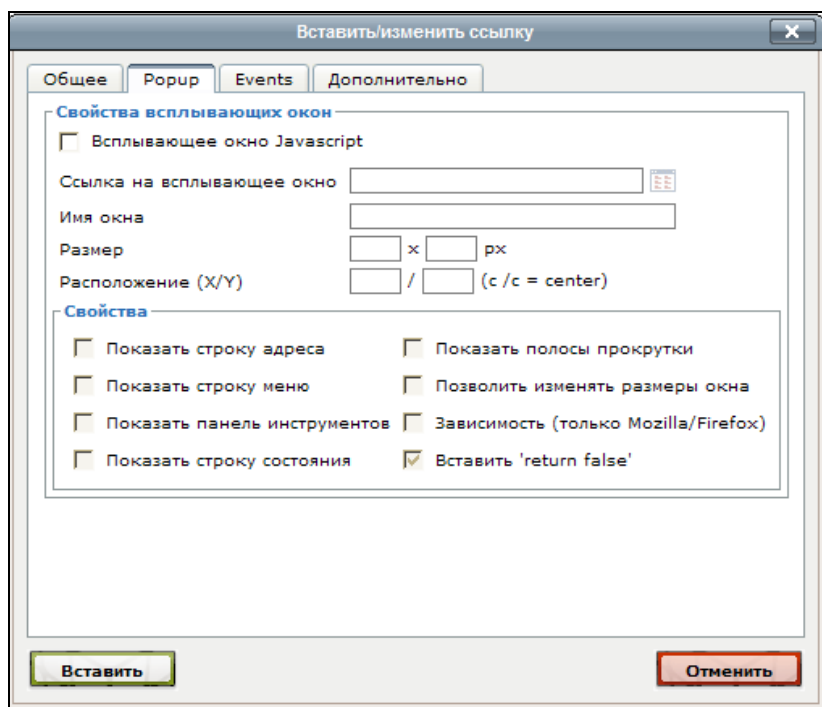 Вставить/изменить ссылку
Общее Popup Events Дополнительно
Свойства всплывающих окон
Всплывающее окно Javascript
Ссылка на всплывающее окно
Имя окна
Размер x px
Расположение (X/Y) / (c /c = center)
Свойства
Показать строку адреса Показать полосы прокрутки
Показать строку меню Позволить изменять размеры окна
Показать панель инструментов Зависимость (только Mozilla/Firefox)
Показать строку состояния Вставить 'return false'
Вставить Отменить